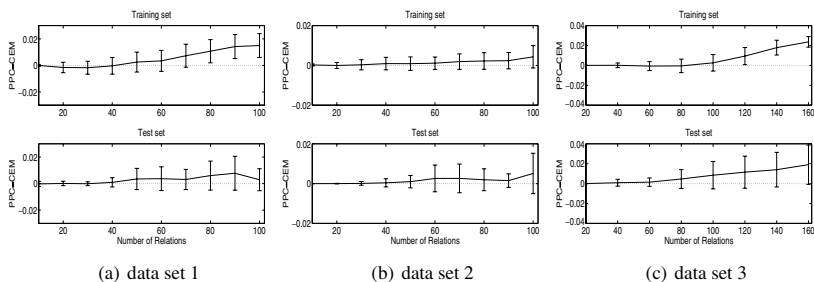 Training set
PPC−CEM
0.02
0
−0.02
20 40 60 80 100
Test set
PPC−CEM
0.02
0
−0.02
20 40 60 80 100
Number of Relations
(a) data set 1
Training set
PPC−CEM
0.02
0
−0.02
20 40 60 80 100
Test set
PPC−CEM
0.02
0
−0.02
20 40 60 80 100
Number of Relations
(b) data set 2
Training set
PPC−CEM
0.04
0.02
0
−0.02
−0.04
20 40 60 80 100 120 140 160
Test set
PPC−CEM
0.04
0.02
0
−0.02
−0.04
20 40 60 80 100 120 140 160
Number of Relations
(c) data set 3